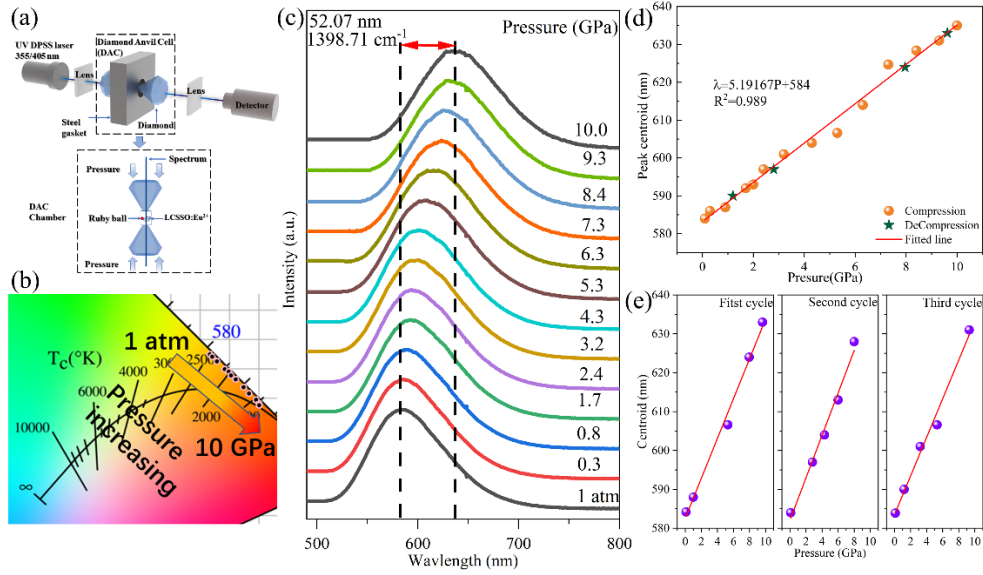 (a)
UV DPSS laser
355/405nm
Lens
Diamond Anvil Cell
(DAC)
Lens
Detector
Steel
gasket
Diamond
Pressure
Spectrum
DAC
Chamber
Ruby ball
LCSSO:Eu²⁺
Pressure
(b)
580
1 atm
T_c(°K)
3000
2500
4000
6000
2000
10000
Pressure
increasing
10 GPa
∞
(c)
52.07 nm
1398.71 cm⁻¹
Pressure (GPa)
10.0
9.3
8.4
7.3
6.3
5.3
4.3
3.2
2.4
1.7
0.8
0.3
1 atm
Intensity (a.u.)
500
600
700
800
Wavlength (nm)
(d)
640
630
620
610
600
590
580
Peak centroid (nm)
λ=5.19167P+584
R²=0.989
Compression
DeCompression
Fitted line
0
2
4
6
8
10
Presure(GPa)
(e)
640
630
620
610
600
590
580
Centroid (nm)
Fitst cycle
Second cycle
Third cycle
0 2 4 6 8 10
0 2 4 6 8 10
0 2 4 6 8 10
Pressure (GPa)